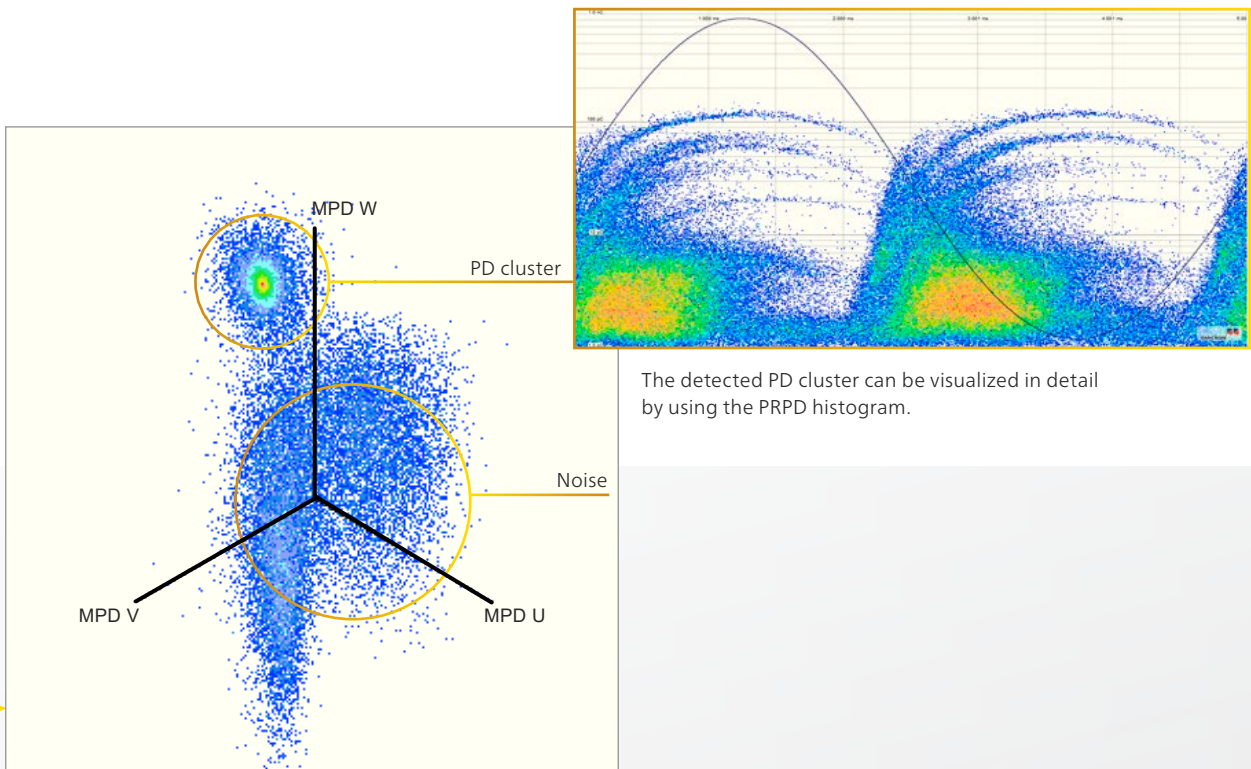 MPD W
PD cluster
Noise
MPD V
MPD U
The detected PD cluster can be visualized in detail
by using the PRPD histogram.